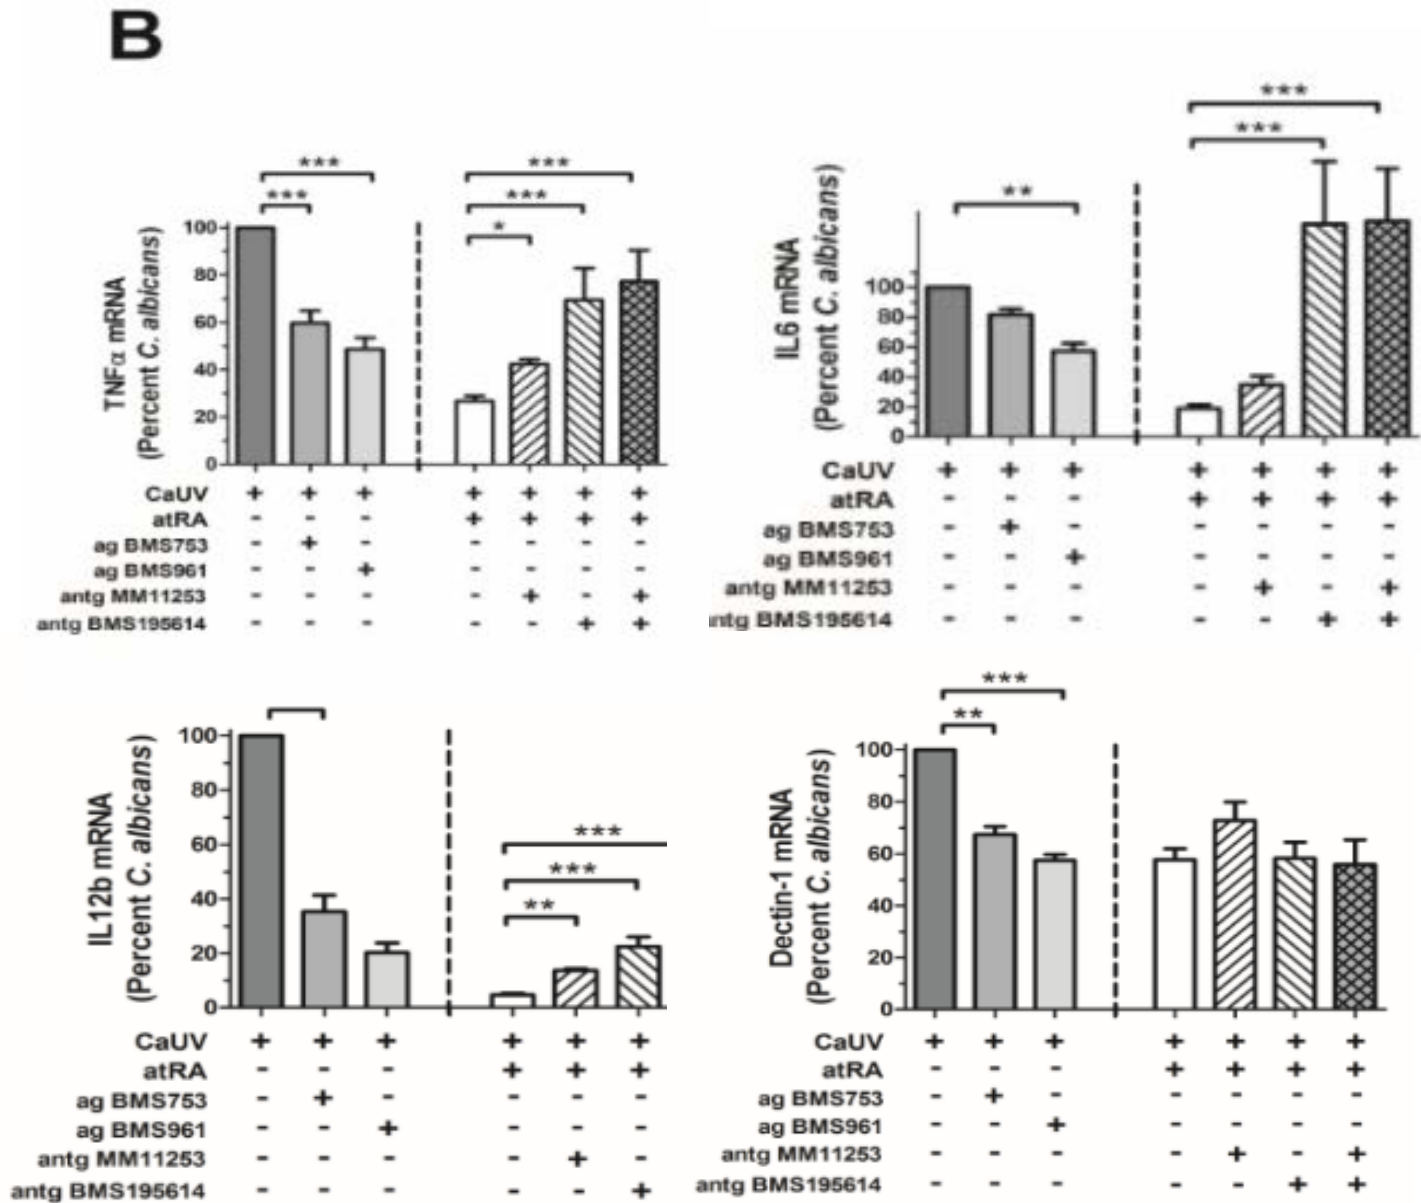 B
***
***
***
***
*
TNFα mRNA
(Percent C. albicans)
100
80
60
40
20
0
CaUV + + + + + + +
atRA - - - + + + +
ag BMS753 - + - - - - -
ag BMS961 - - + - - - -
antg MM11253 - - - - + - +
antg BMS195614 - - - - - + +
***
***
**
IL6 mRNA
(Percent C. albicans)
100
80
60
40
20
0
CaUV + + + + + + +
atRA - - - + + + +
ag BMS753 - + - - - - -
ag BMS961 - - + - - - -
antg MM11253 - - - - + - +
ntg BMS195614 - - - - - + +
***
***
**
IL12b mRNA
(Percent C. albicans)
100
80
60
40
20
0
CaUV + + + + + +
atRA - - - + + +
ag BMS753 - + - - - -
ag BMS961 - - + - - -
antg MM11253 - - - - + -
antg BMS195614 - - - - - +
***
**
Dectin-1 mRNA
(Percent C. albicans)
100
80
60
40
20
0
CaUV + + + + + + +
atRA - - - + + + +
ag BMS753 - + - - - - -
ag BMS961 - - + - - - -
antg MM11253 - - - - + - +
antg BMS195614 - - - - - + +